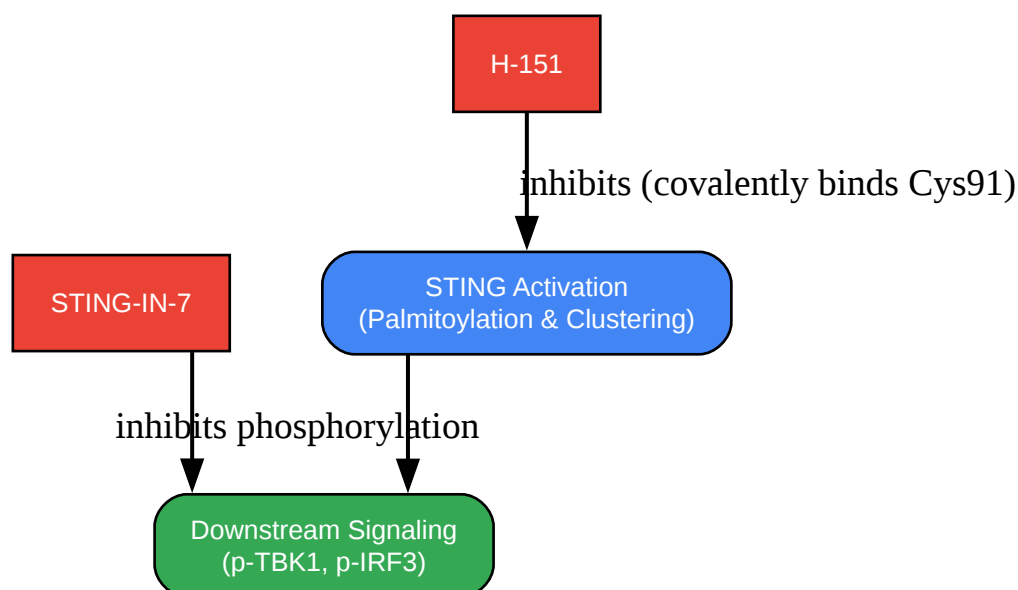 H-151
inhibits (covalently binds Cys91)
STING-IN-7
STING Activation
(Palmitoylation & Clustering)
inhibits phosphorylation
Downstream Signaling
(p-TBK1, p-IRF3)